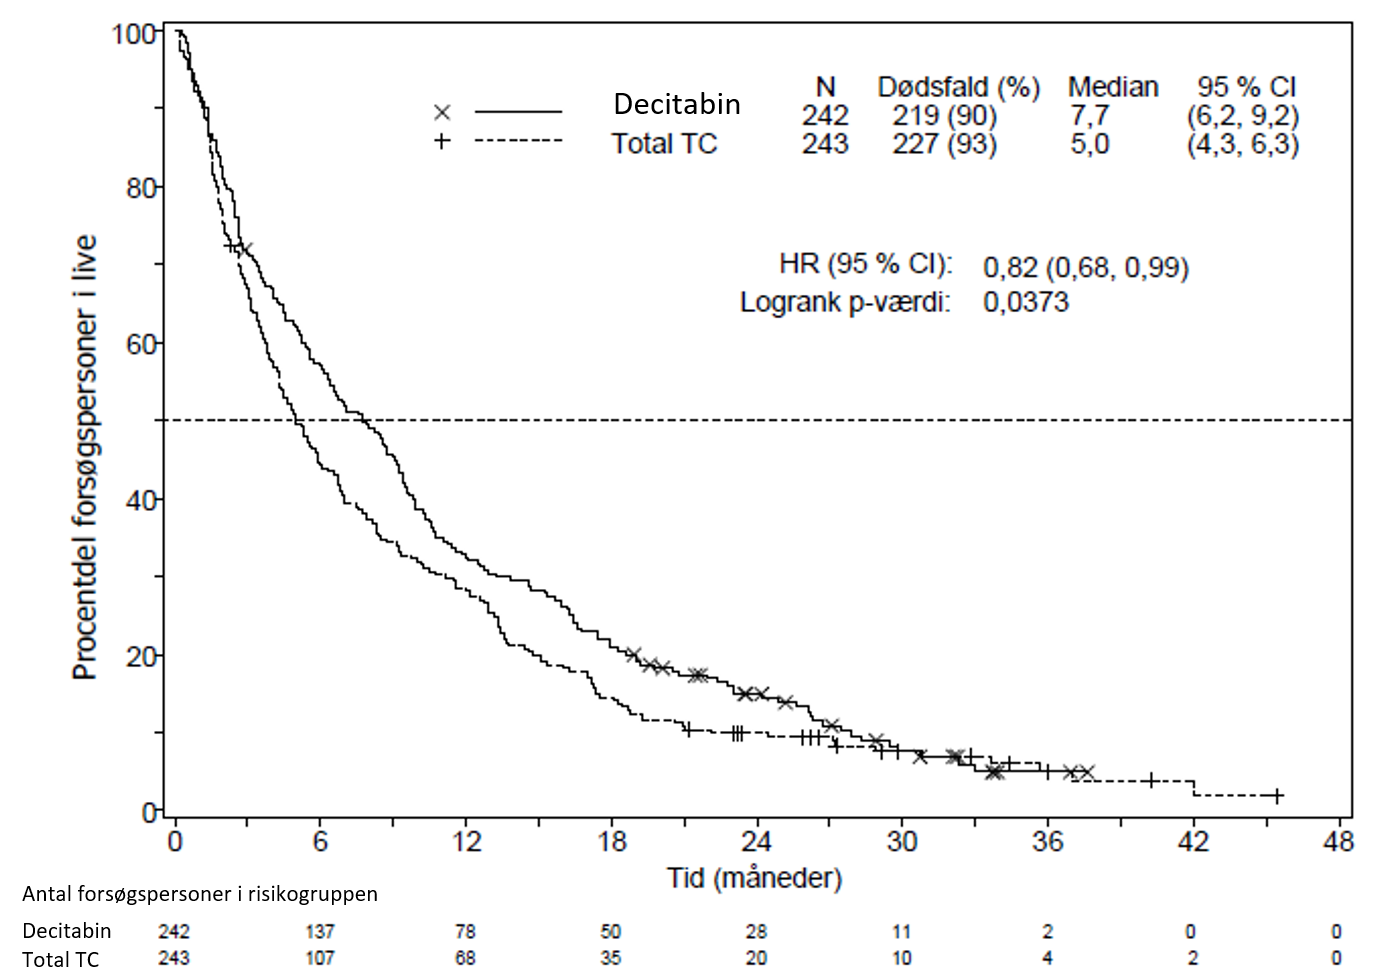 100
80
60
40
20
0
Procentdel forsøgspersoner i live
N Dødsfald (%) Median 95 % CI
Decitabin 242 219 (90) 7,7 (6,2, 9,2)
Total TC 243 227 (93) 5,0 (4,3, 6,3)
HR (95 % CI): 0,82 (0,68, 0,99)
Logrank p-værdi: 0,0373
0 6 12 18 24 30 36 42 48
Tid (måneder)
Antal forsøgspersoner i risikogruppen
Decitabin 242 137 78 50 28 11 2 0 0
Total TC 243 107 68 35 20 10 4 2 0